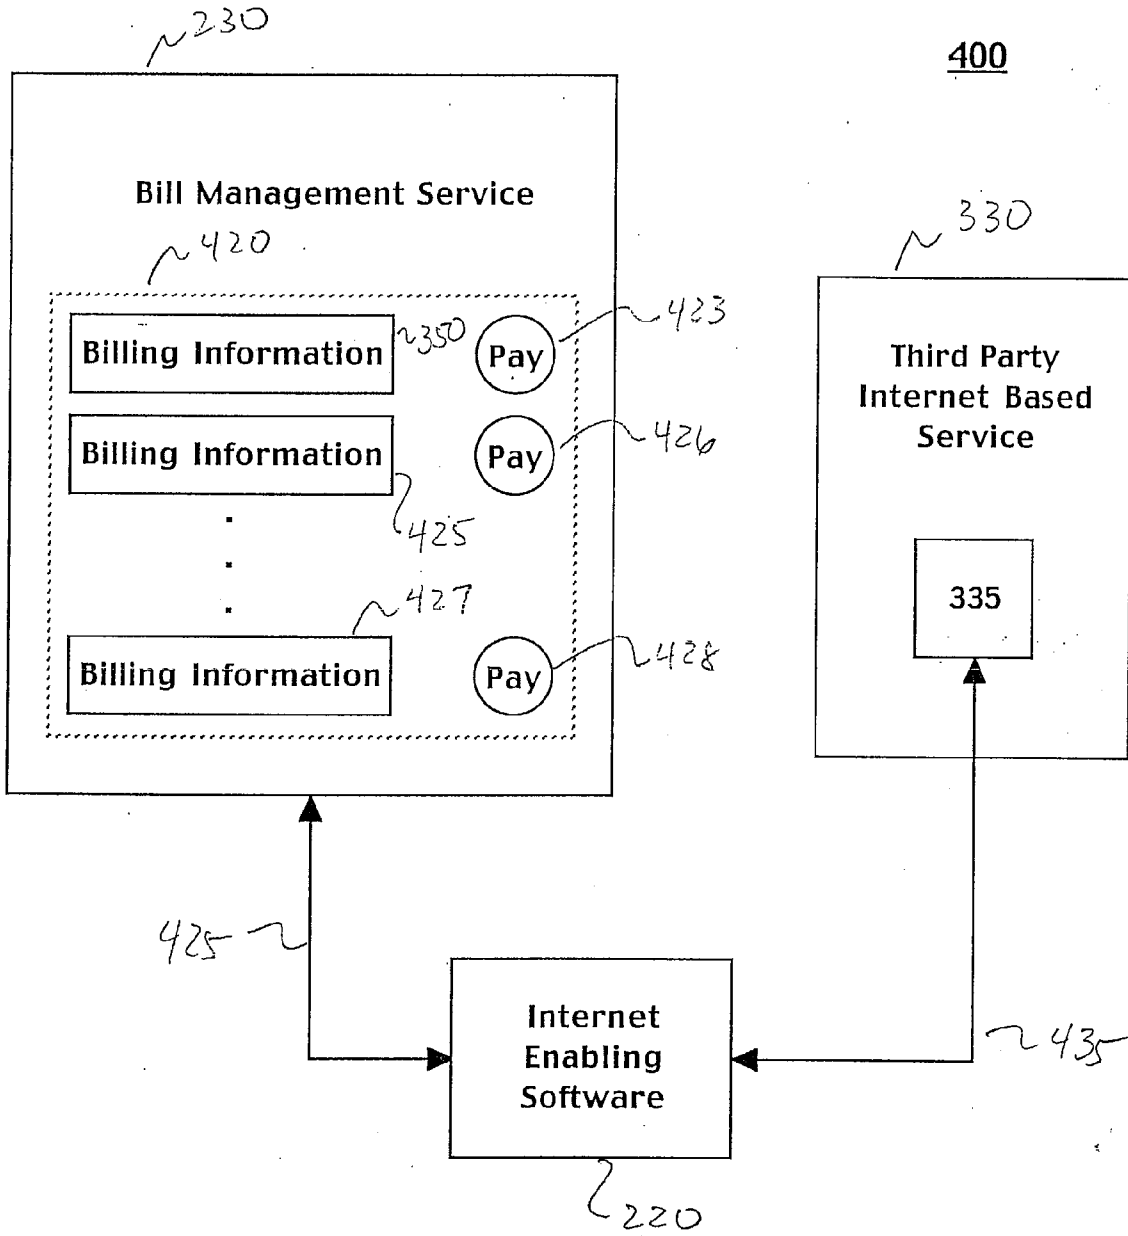 230
400
Bill Management Service
420
330
Billing Information
350
Pay
423
Third Party
Internet Based
Service
Billing Information
Pay
426
425
335
427
Billing Information
Pay
428
425
Internet
Enabling
Software
435
220